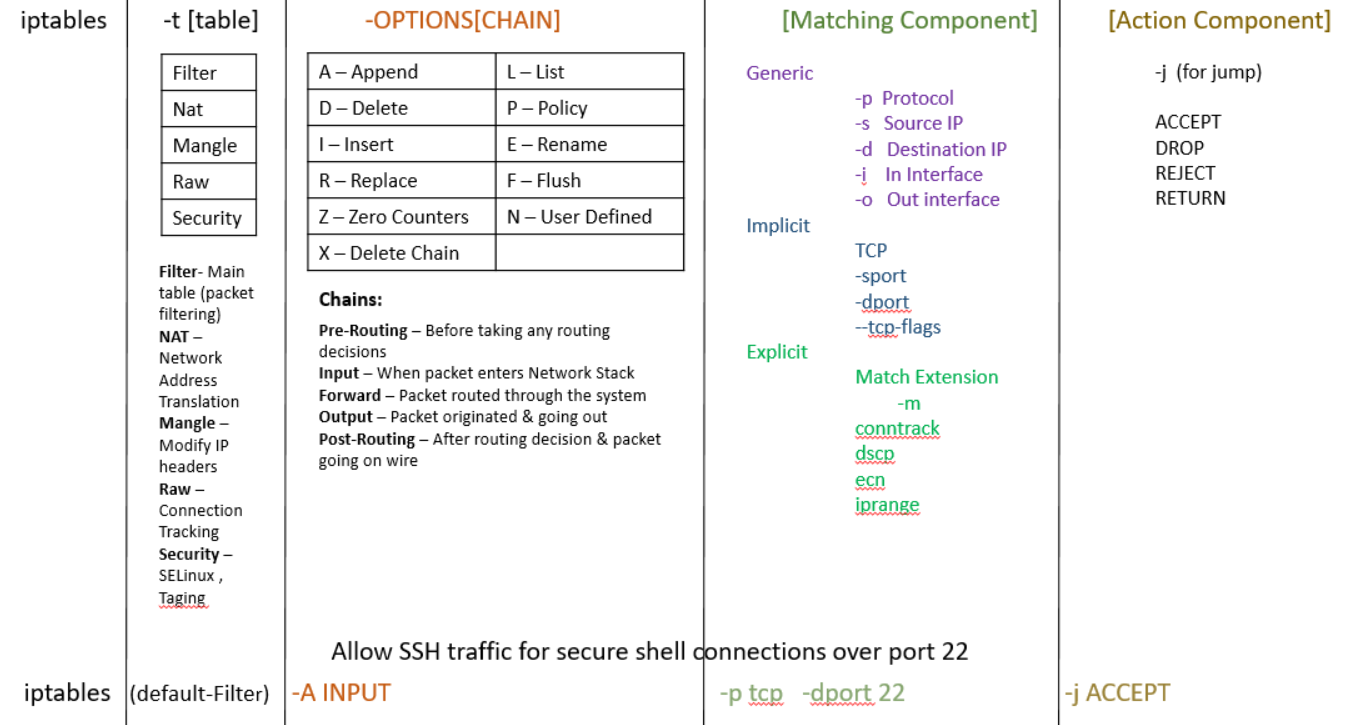 iptables
-t [table]
-OPTIONS[CHAIN]
[Matching Component]
[Action Component]
Filter
Nat
Mangle
Raw
Security
Filter- Main
table (packet
filtering)
NAT –
Network
Address
Translation
Mangle –
Modify IP
headers
Raw –
Connection
Tracking
Security –
SELinux ,
Taging
A – Append
L – List
D – Delete
P – Policy
I – Insert
E – Rename
R – Replace
F – Flush
Z – Zero Counters
N – User Defined
X – Delete Chain
Chains:
Pre-Routing – Before taking any routing
decisions
Input – When packet enters Network Stack
Forward – Packet routed through the system
Output – Packet originated & going out
Post-Routing – After routing decision & packet
going on wire
Generic
-p Protocol
-s Source IP
-d Destination IP
-i In Interface
-o Out interface
Implicit
TCP
-sport
-dport
--tcp-flags
Explicit
Match Extension
-m
conntrack
dscp
ecn
iprange
-j (for jump)
ACCEPT
DROP
REJECT
RETURN
Allow SSH traffic for secure shell connections over port 22
iptables
(default-Filter)
-A INPUT
-p tcp -dport 22
-j ACCEPT